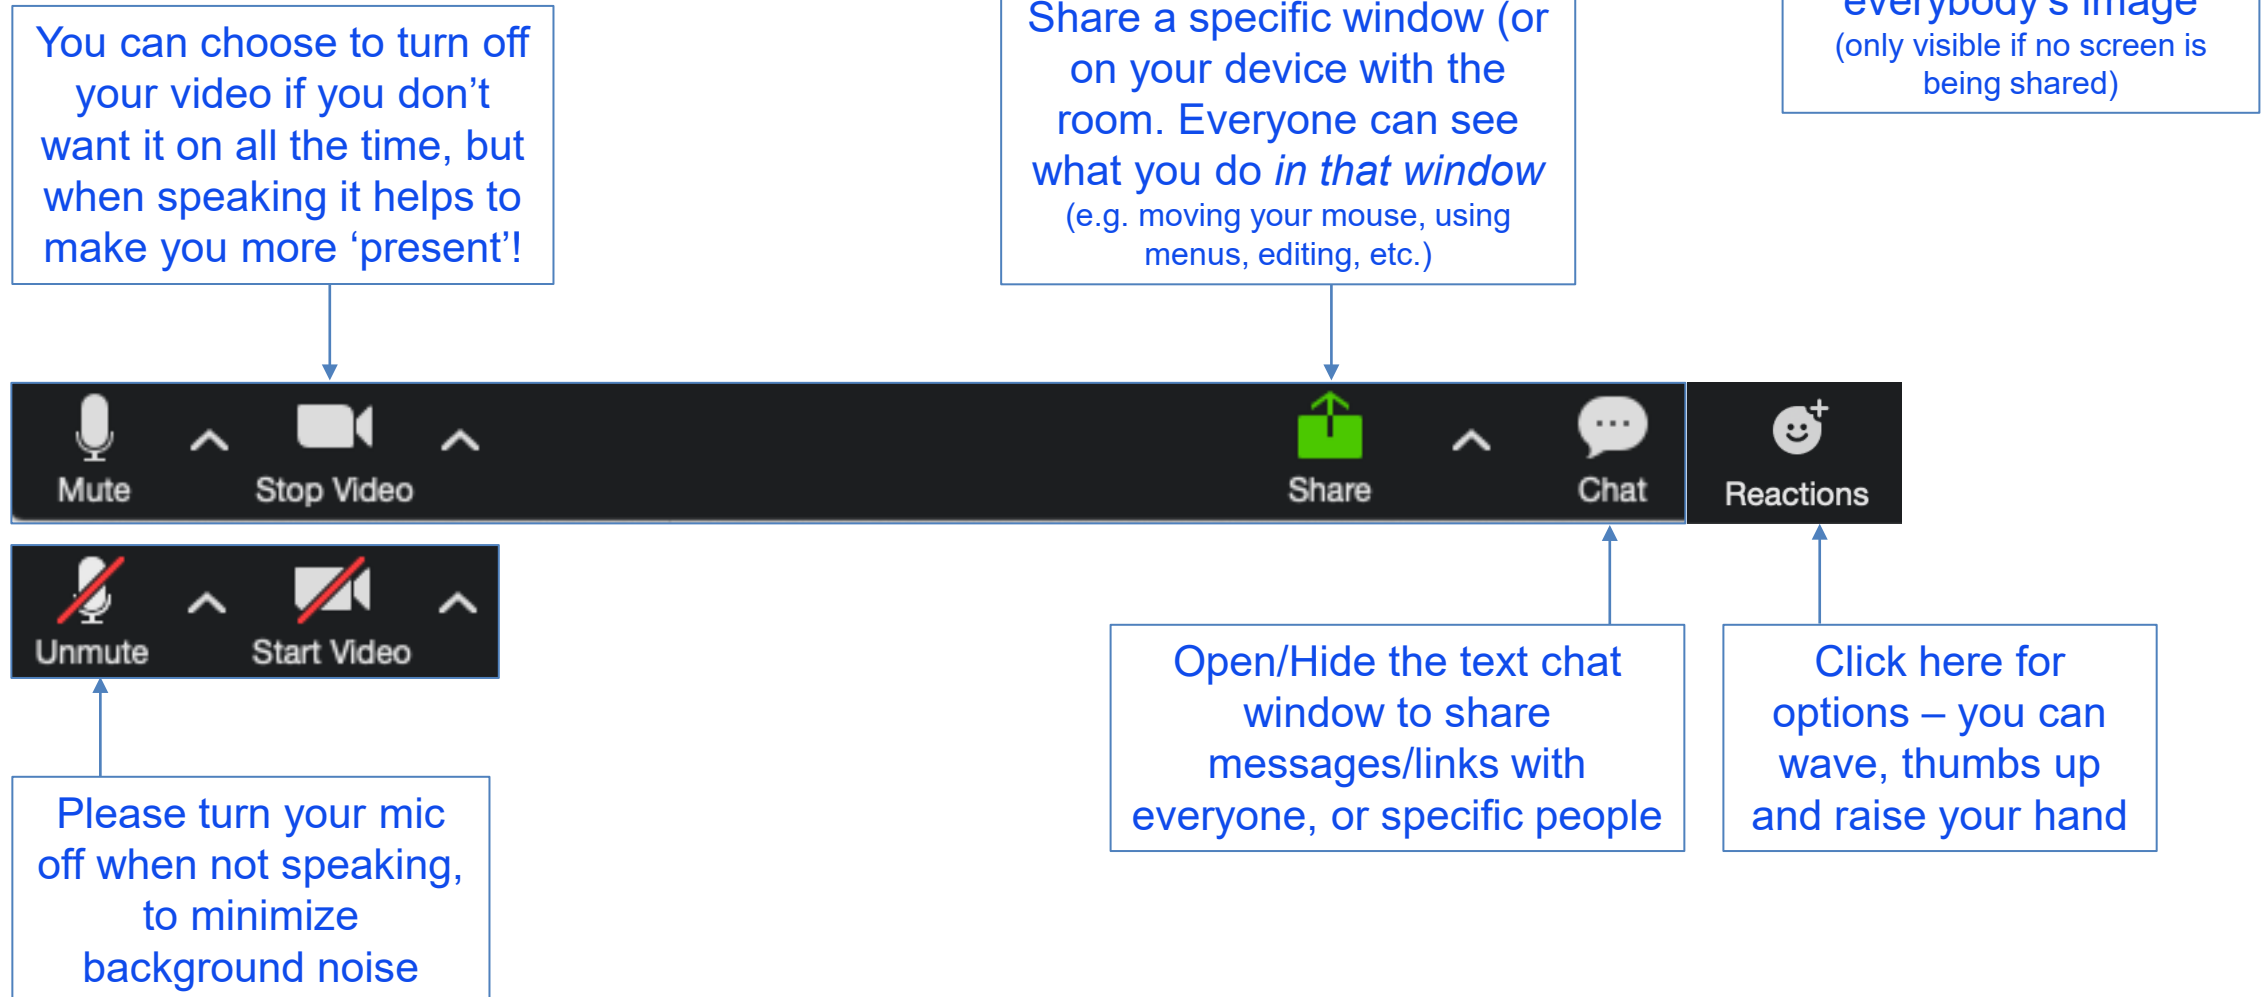 You can choose to turn off
your video if you don’t
want it on all the time, but
when speaking it helps to
make you more ‘present’!
Share a specific window (or
on your device with the
room. Everyone can see
what you do in that window
(e.g. moving your mouse, using
menus, editing, etc.)
everybody’s image
(only visible if no screen is
being shared)
Mute
Stop Video
Share
Chat
Reactions
Unmute
Start Video
Please turn your mic
off when not speaking,
to minimize
background noise
Open/Hide the text chat
window to share
messages/links with
everyone, or specific people
Click here for
options – you can
wave, thumbs up
and raise your hand